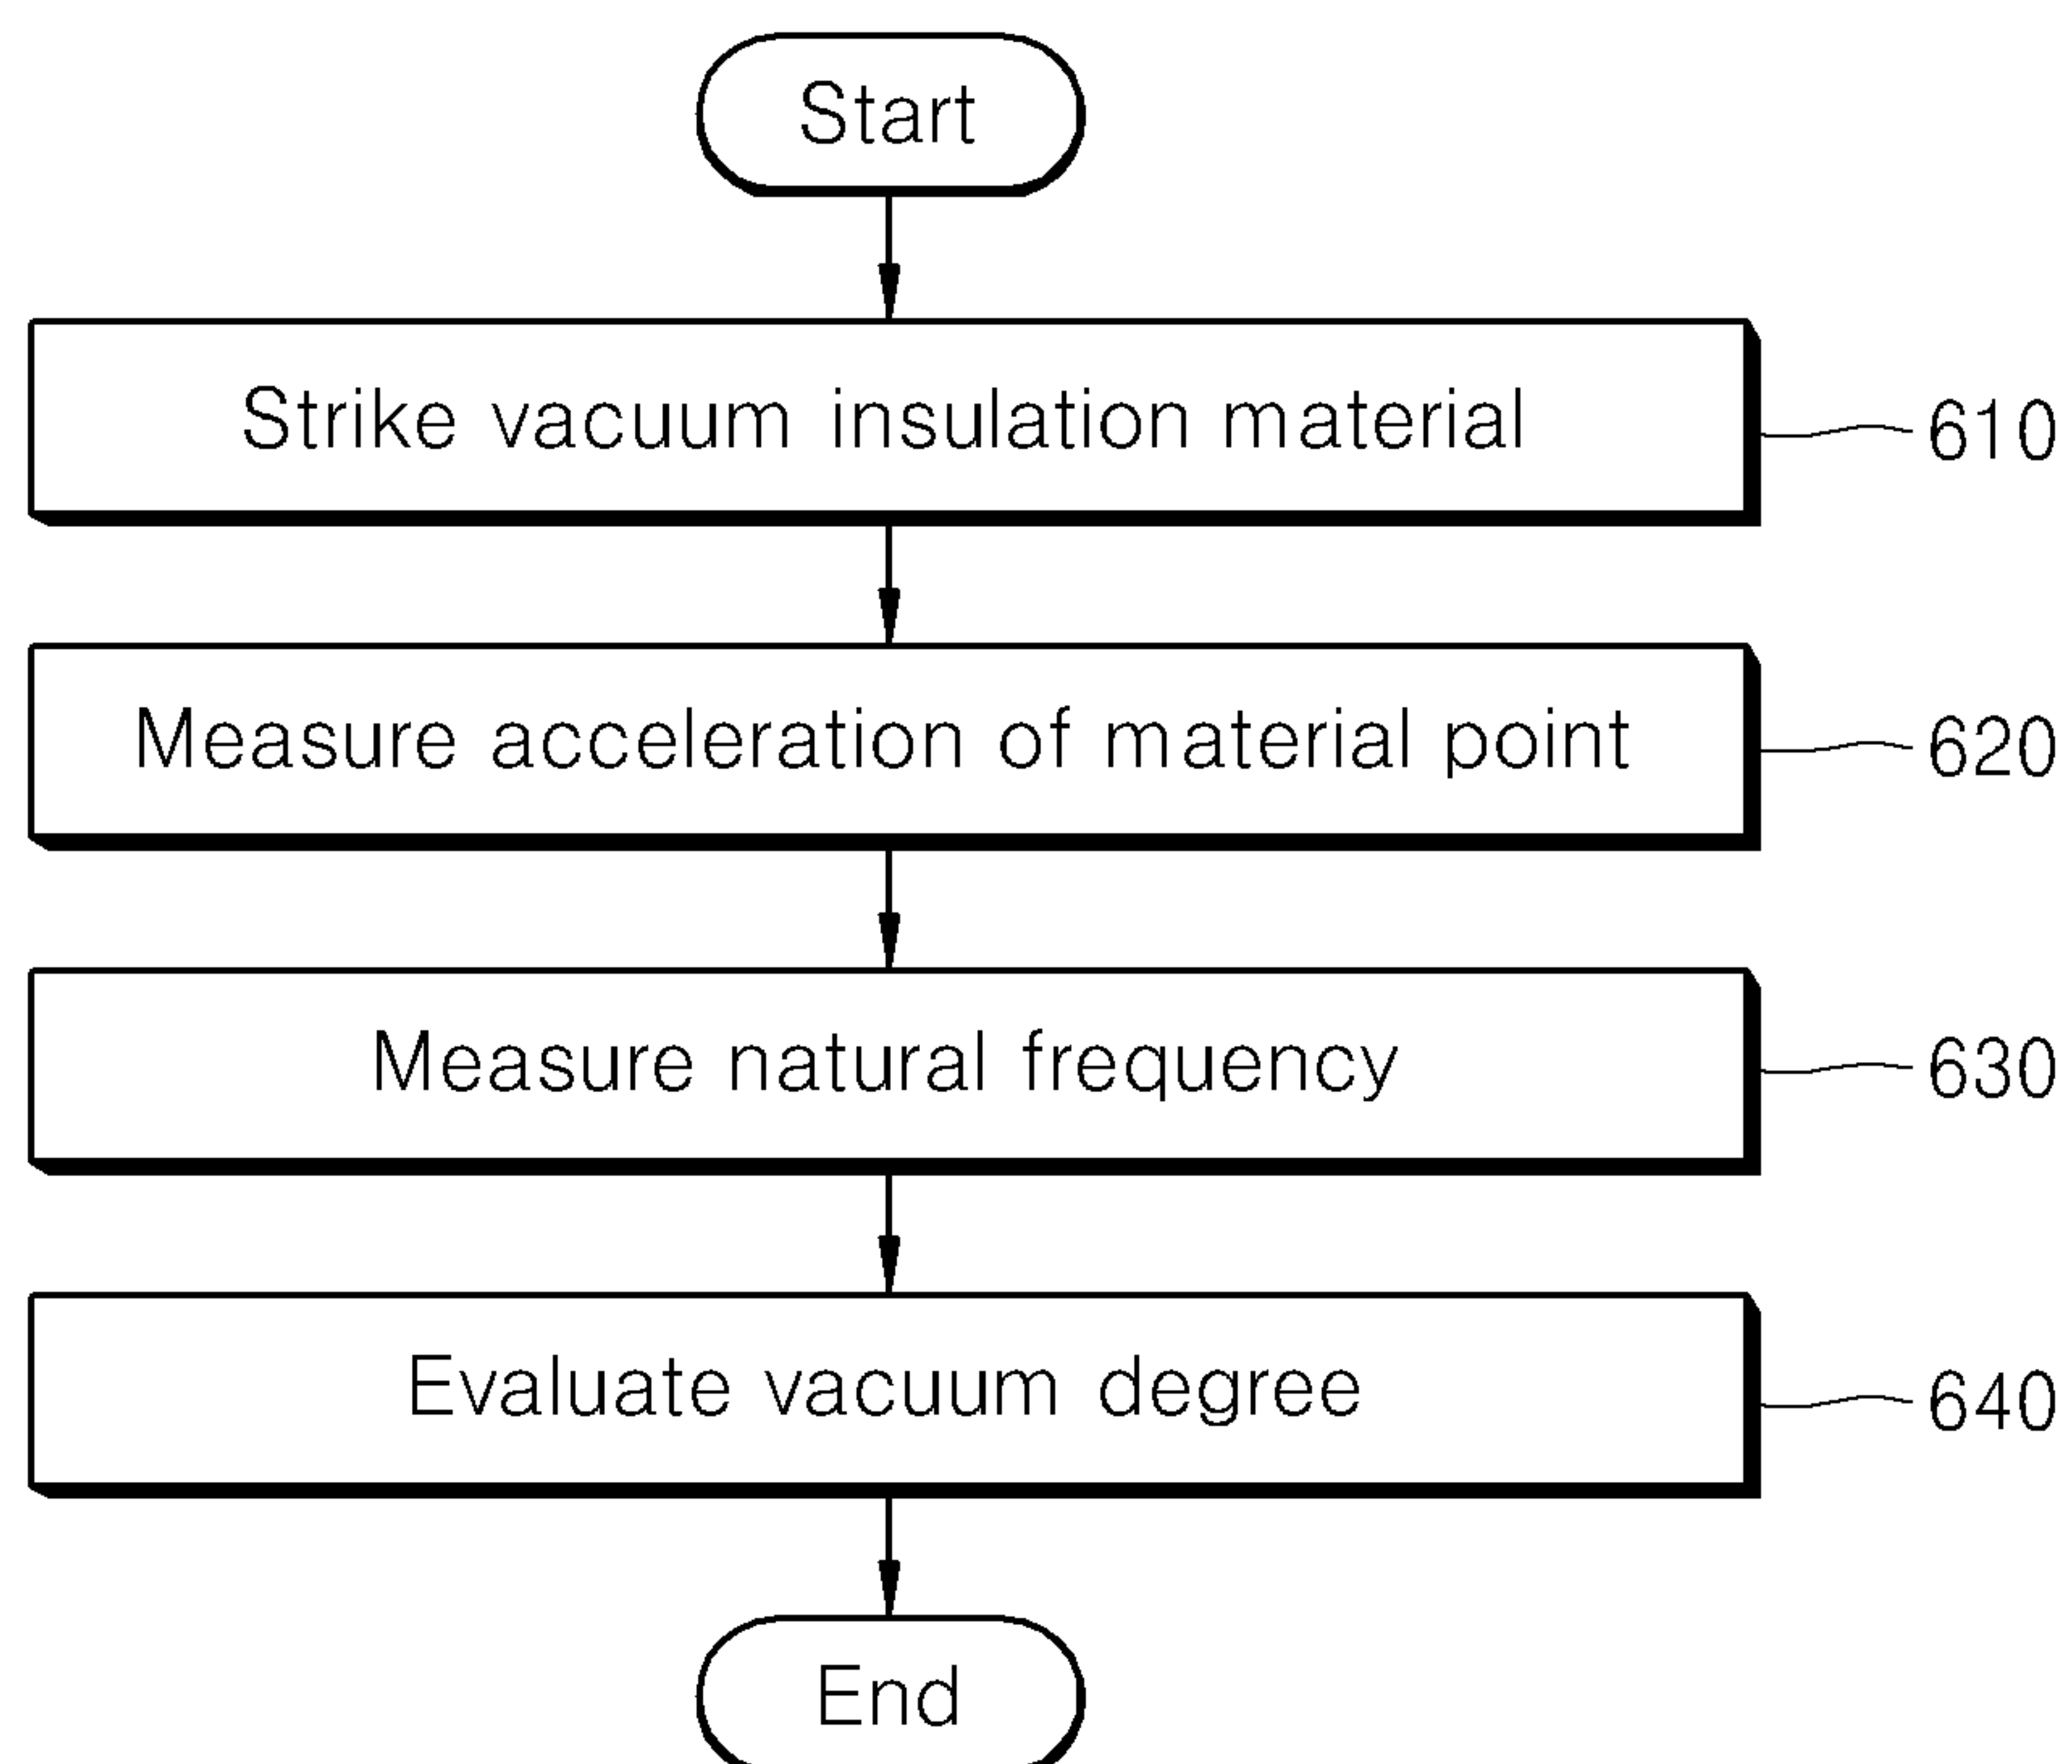 Start
Strike vacuum insulation material
610
Measure acceleration of material point
620
Measure natural frequency
630
Evaluate vacuum degree
640
End